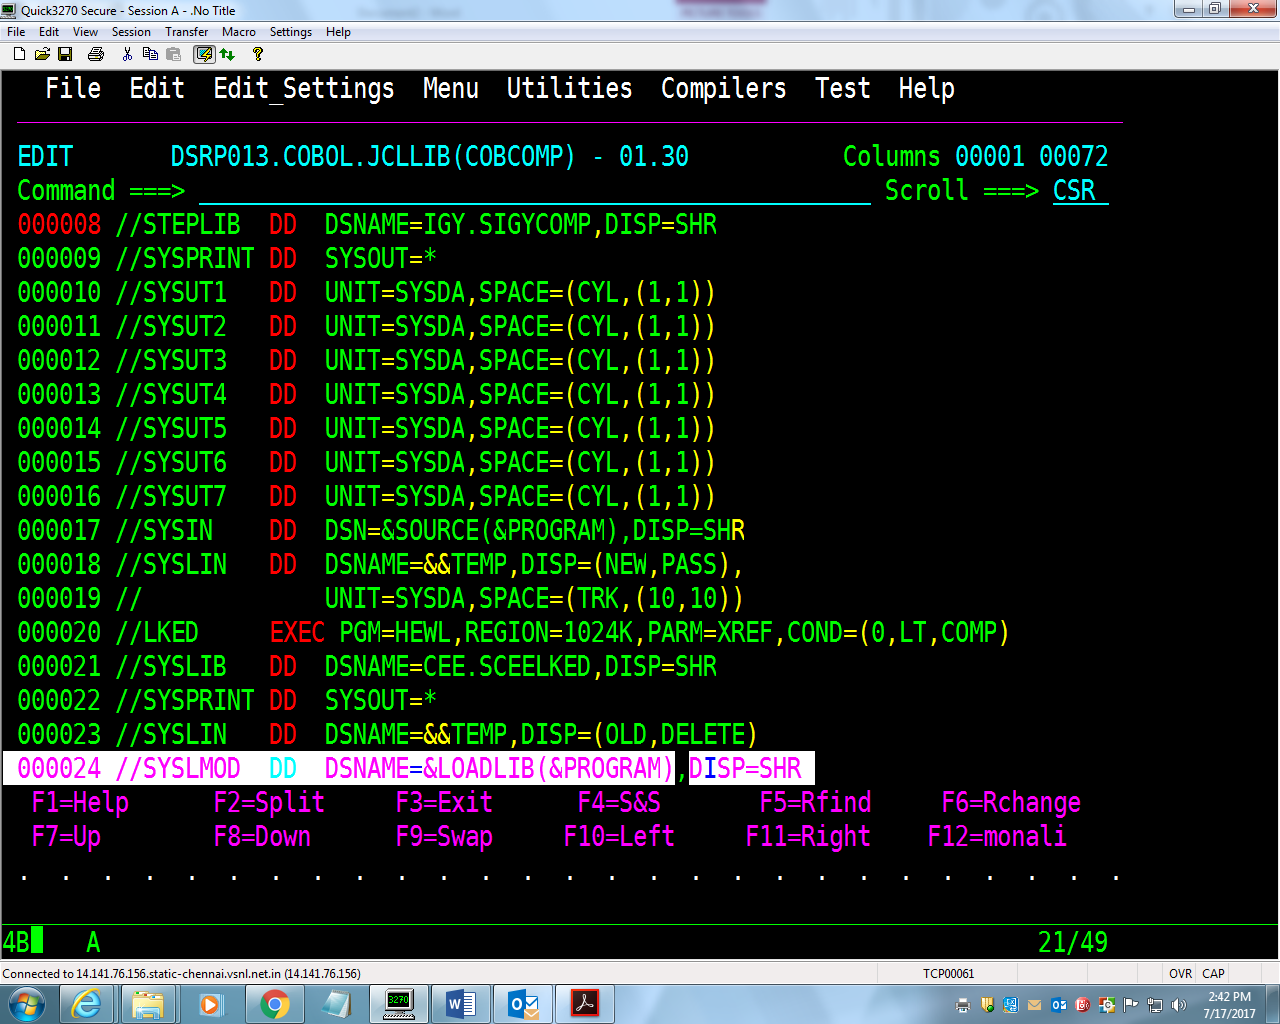 Quick3270 Secure - Session A - .No Title
File Edit View Session Transfer Macro Settings Help
File Edit Edit_Settings Menu Utilities Compilers Test Help
EDIT DSRP013.COBOL.JCLLIB(COBCOMP) - 01.30 Columns 00001 00072
Command ===> Scroll ===> CSR
000008 //STEPLIB DD DSNAME=IGY.SIGYCOMP,DISP=SHR
000009 //SYSPRINT DD SYSOUT=*
000010 //SYSUT1 DD UNIT=SYSDA,SPACE=(CYL,(1,1))
000011 //SYSUT2 DD UNIT=SYSDA,SPACE=(CYL,(1,1))
000012 //SYSUT3 DD UNIT=SYSDA,SPACE=(CYL,(1,1))
000013 //SYSUT4 DD UNIT=SYSDA,SPACE=(CYL,(1,1))
000014 //SYSUT5 DD UNIT=SYSDA,SPACE=(CYL,(1,1))
000015 //SYSUT6 DD UNIT=SYSDA,SPACE=(CYL,(1,1))
000016 //SYSUT7 DD UNIT=SYSDA,SPACE=(CYL,(1,1))
000017 //SYSIN DD DSN=&SOURCE(&PROGRAM),DISP=SHR
000018 //SYSLIN DD DSNAME=&&TEMP,DISP=(NEW,PASS),
000019 // UNIT=SYSDA,SPACE=(TRK,(10,10))
000020 //LKED EXEC PGM=HEWL,REGION=1024K,PARM=XREF,COND=(0,LT,COMP)
000021 //SYSLIB DD DSNAME=CEE.SCEELKED,DISP=SHR
000022 //SYSPRINT DD SYSOUT=*
000023 //SYSLIN DD DSNAME=&&TEMP,DISP=(OLD,DELETE)
000024 //SYSLMOD DD DSNAME=&LOADLIB(&PROGRAM),DISP=SHR
F1=Help F2=Split F3=Exit F4=S&S F5=Rfind F6=Rchange
F7=Up F8=Down F9=Swap F10=Left F11=Right F12=monali
. . . . . . . . . . . . . . . . . . . . . . . . . . .
4B A 21/49
Connected to 14.141.76.156.static-chennai.vsnl.net.in (14.141.76.156) TCP00061 OVR CAP
3270
2:42 PM
7/17/2017